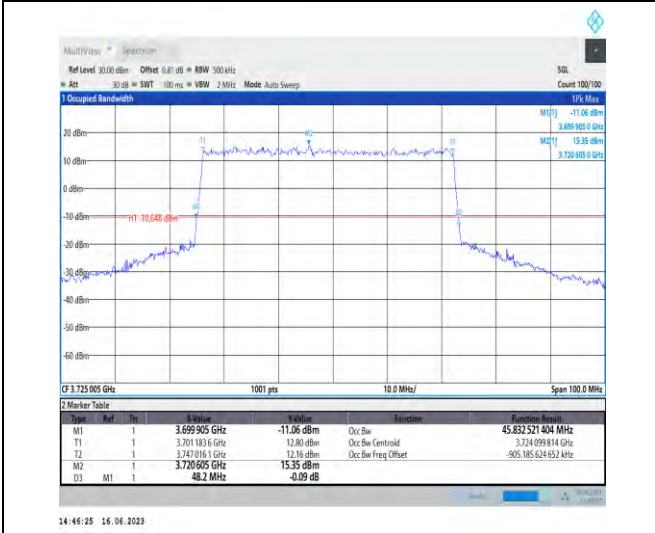 MultiView Spectrum
Ref Level 30.00 dBm Offset 9.81 dB RBW 500 kHz SGL
Att 30 dB SWT 100 ms VBW 2 MHz Mode Auto Sweep Count 100/100
1 Occupied Bandwidth 1Pk Max
M1[1] -11.06 dBm
3.699 905 0 GHz
20 dBm M2[1] 15.35 dBm
T1 M2 T2 3.720 605 0 GHz
10 dBm
0 dBm
M1
-10 dBm H1 -10.648 dBm D3
-20 dBm
-30 dBm
-40 dBm
-50 dBm
-60 dBm
CF 3.725 005 GHz 1001 pts 10.0 MHz/ Span 100.0 MHz
2 Marker Table
Type Ref Trc X-Value Y-Value Function Function Result
M1 1 3.699 905 GHz -11.06 dBm Occ Bw 45.832 521 404 MHz
T1 1 3.701 183 6 GHz 12.80 dBm Occ Bw Centroid 3.724 099 814 GHz
T2 1 3.747 016 1 GHz 12.16 dBm Occ Bw Freq Offset -905.185 624 652 kHz
M2 1 3.720 605 GHz 15.35 dBm
D3 M1 1 48.2 MHz -0.09 dB
14:46:25 16.06.2023